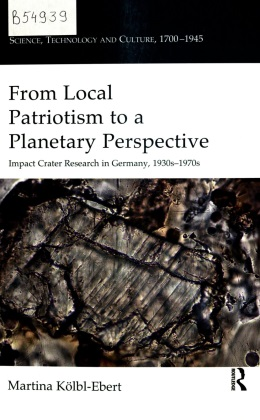 B54939
SCIENCE, TECHNOLOGY AND CULTURE, 1700–1945
From Local
Patriotism to a
Planetary Perspective
Impact Crater Research in Germany, 1930s–1970s
Martina Kölbl-Ebert
R
ROUTLEDGE